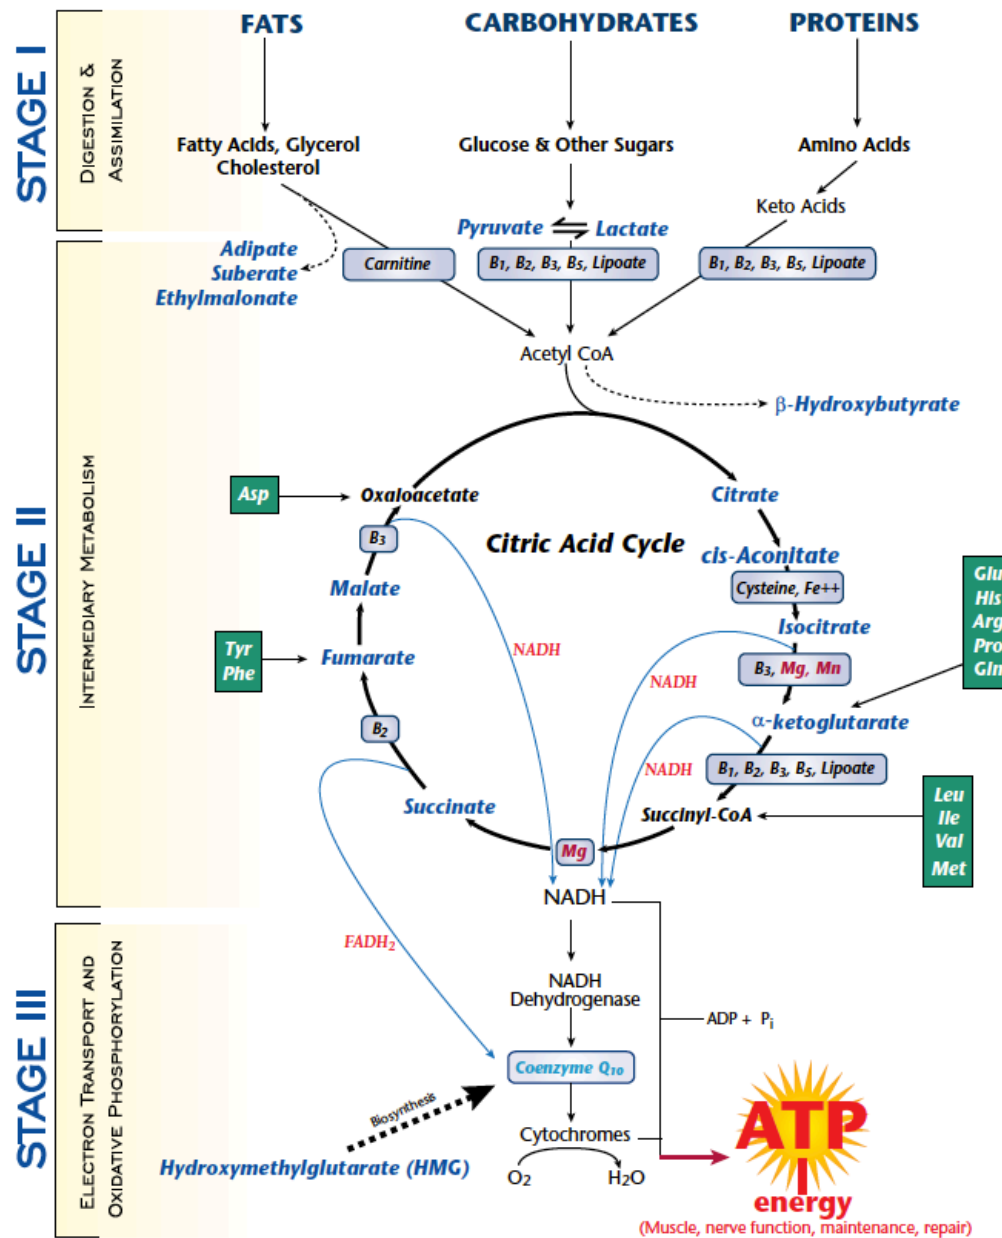 STAGE I
DIGESTION &
ASSIMILATION
FATS
CARBOHYDRATES
PROTEINS
Fatty Acids, Glycerol
Cholesterol
Glucose & Other Sugars
Amino Acids
Keto Acids
Pyruvate
Lactate
STAGE II
INTERMEDIARY METABOLISM
Adipate
Suberate
Ethylmalonate
Carnitine
B1, B2, B3, B5, Lipoate
B1, B2, B3, B5, Lipoate
Acetyl CoA
β-Hydroxybutyrate
Asp
Oxaloacetate
Citrate
B3
Citric Acid Cycle
cis-Aconitate
Cysteine, Fe++
Malate
Isocitrate
Glu
His
Arg
Pro
Gln
Tyr
Phe
Fumarate
NADH
B3, Mg, Mn
NADH
α-ketoglutarate
B2
NADH
B1, B2, B3, B5, Lipoate
Succinate
Succinyl-CoA
Leu
Ile
Val
Met
Mg
NADH
STAGE III
ELECTRON TRANSPORT AND
OXIDATIVE PHOSPHORYLATION
FADH2
NADH
Dehydrogenase
ADP + Pi
Coenzyme Q10
Biosynthesis
Cytochromes
Hydroxymethylglutarate (HMG)
O2
H2O
ATP
energy
(Muscle, nerve function, maintenance, repair)